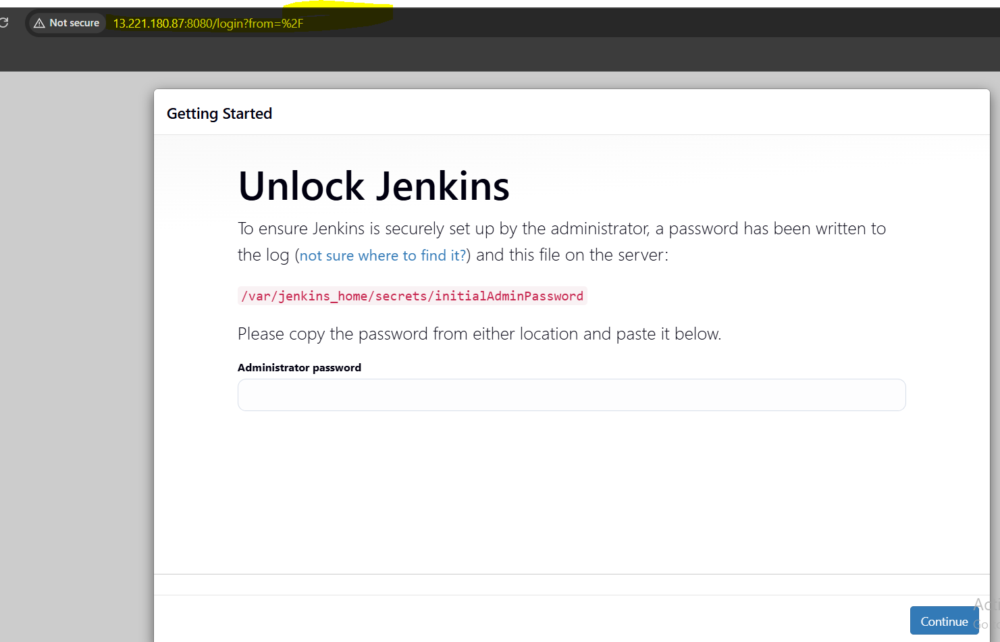 Not secure 13.221.180.87:8080/login?from=%2F
Getting Started
Unlock Jenkins
To ensure Jenkins is securely set up by the administrator, a password has been written to
the log (not sure where to find it?) and this file on the server:
/var/jenkins_home/secrets/initialAdminPassword
Please copy the password from either location and paste it below.
Administrator password
Continue